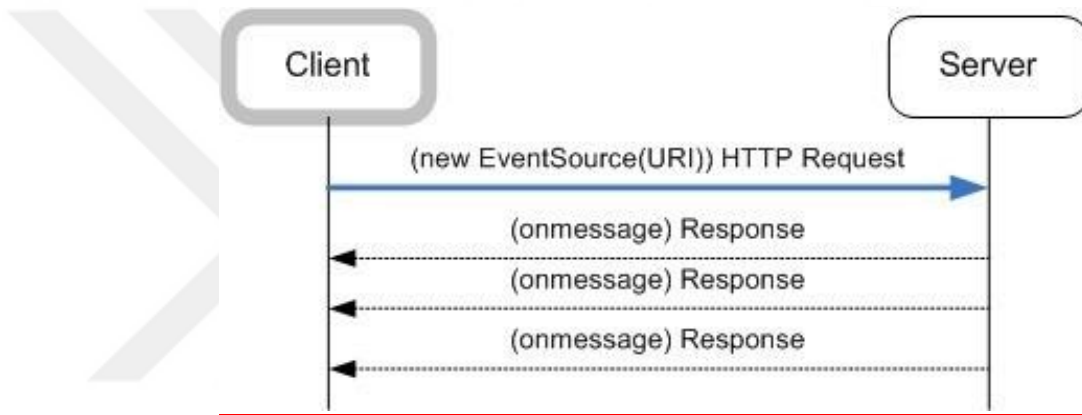 Client
Server
(new EventSource(URI)) HTTP Request
(onmessage) Response
(onmessage) Response
(onmessage) Response